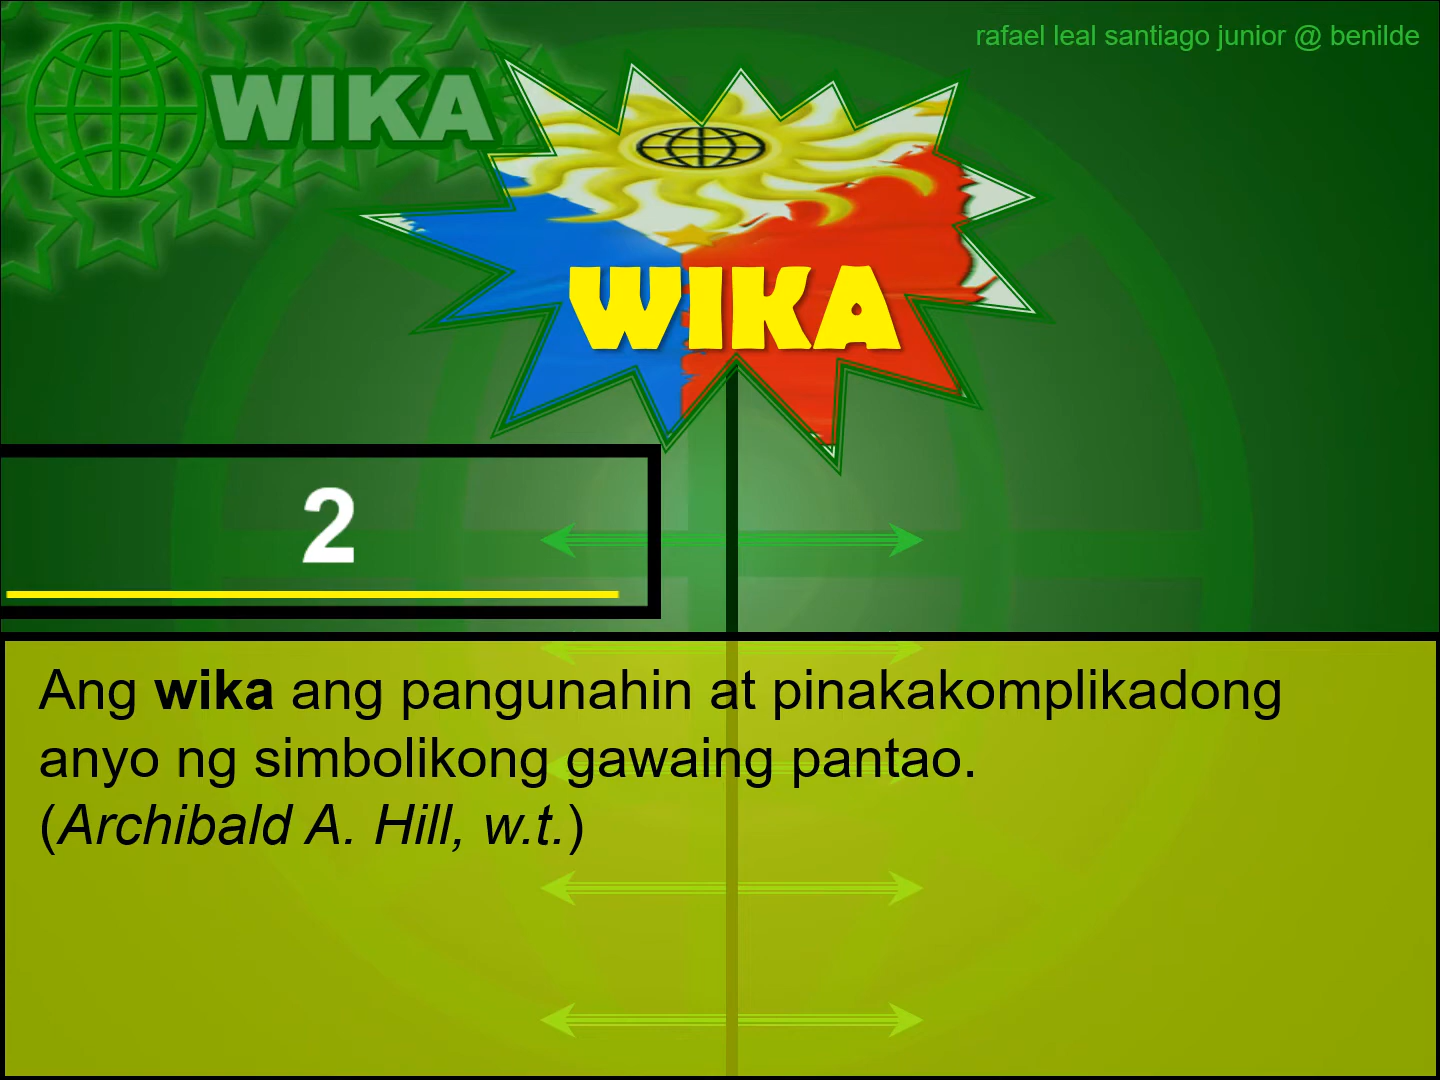 rafael leal santiago junior @ benilde
WIKA
WIKA
2
Ang wika ang pangunahin at pinakakomplikadong
anyo ng simbolikong gawaing pantao.
(Archibald A. Hill, w.t.)